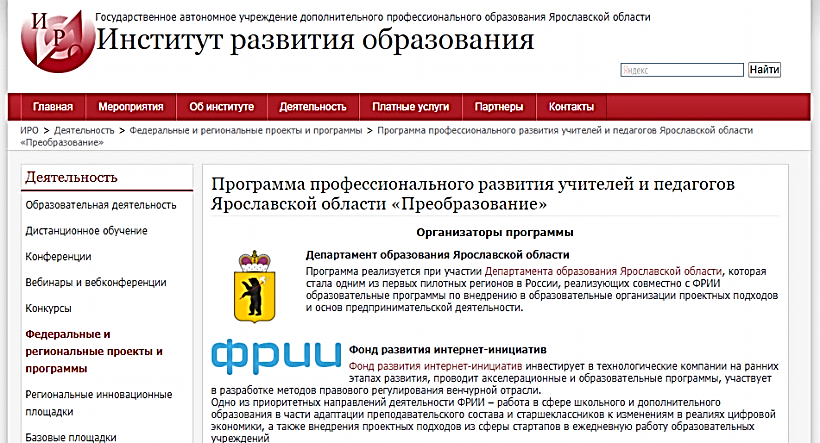 ИРО
Государственное автономное учреждение дополнительного профессионального образования Ярославской области
Институт развития образования
Яндекс
Найти
Главная
Мероприятия
Об институте
Деятельность
Платные услуги
Партнеры
Контакты
ИРО > Деятельность > Федеральные и региональные проекты и программы > Программа профессионального развития учителей и педагогов Ярославской области
«Преобразование»
Деятельность
Образовательная деятельность
Дистанционное обучение
Конференции
Вебинары и вебконференции
Конкурсы
Федеральные и
региональные проекты и
программы
Региональные инновационные
площадки
Базовые площадки
Программа профессионального развития учителей и педагогов
Ярославской области «Преобразование»
Организаторы программы
Департамент образования Ярославской области
Программа реализуется при участии Департамента образования Ярославской области, которая
стала одним из первых пилотных регионов в России, реализующих совместно с ФРИИ
образовательные программы по внедрению в образовательные организации проектных подходов
и основ предпринимательской деятельности.
фрии
Фонд развития интернет-инициатив
Фонд развития интернет-инициатив инвестирует в технологические компании на ранних
этапах развития, проводит акселерационные и образовательные программы, участвует
в разработке методов правового регулирования венчурной отрасли.
Одно из приоритетных направлений деятельности ФРИИ – работа в сфере школьного и дополнительного
образования в части адаптации преподавательского состава и старшеклассников к изменениям в реалиях цифровой
экономики, а также внедрения проектных подходов из сферы стартапов в ежедневную работу образовательных
учреждений